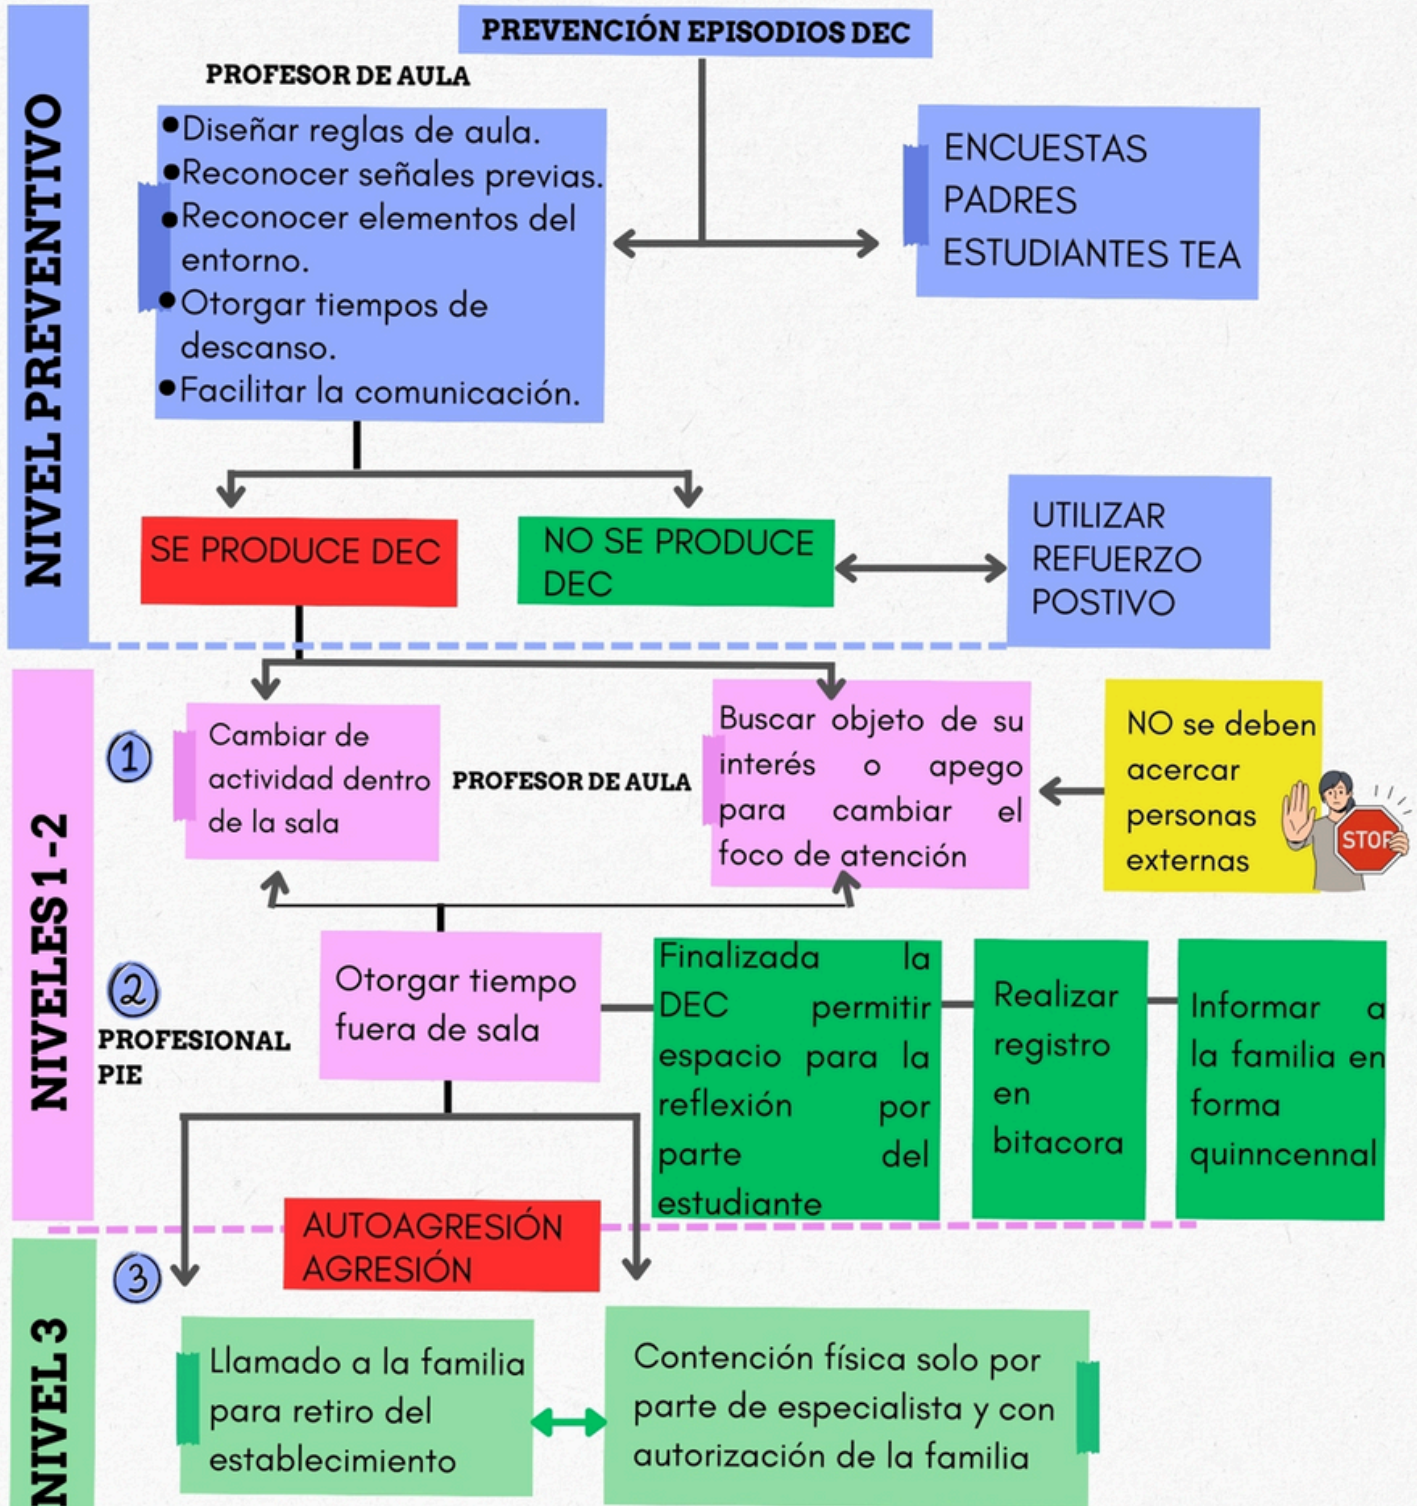 PREVENCIÓN EPISODIOS DEC
NIVEL PREVENTIVO
PROFESOR DE AULA
Diseñar reglas de aula.
Reconocer señales previas.
Reconocer elementos del
entorno.
Otorgar tiempos de
descanso.
Facilitar la comunicación.
ENCUESTAS
PADRES
ESTUDIANTES TEA
SE PRODUCE DEC
NO SE PRODUCE
DEC
UTILIZAR
REFUERZO
POSTIVO
NIVELES 1 -2
1
Cambiar de
actividad dentro
de la sala
PROFESOR DE AULA
Buscar objeto de su
interés o apego
para cambiar el
foco de atención
NO se deben
acercar
personas
externas
STOP
2
PROFESIONAL
PIE
Otorgar tiempo
fuera de sala
Finalizada la
DEC permitir
espacio para la
reflexión por
parte del
estudiante
Realizar
registro
en
bitacora
Informar a
la familia en
forma
quinncennal
AUTOAGRESIÓN
AGRESIÓN
NIVEL 3
3
Llamado a la familia
para retiro del
establecimiento
Contención física solo por
parte de especialista y con
autorización de la familia